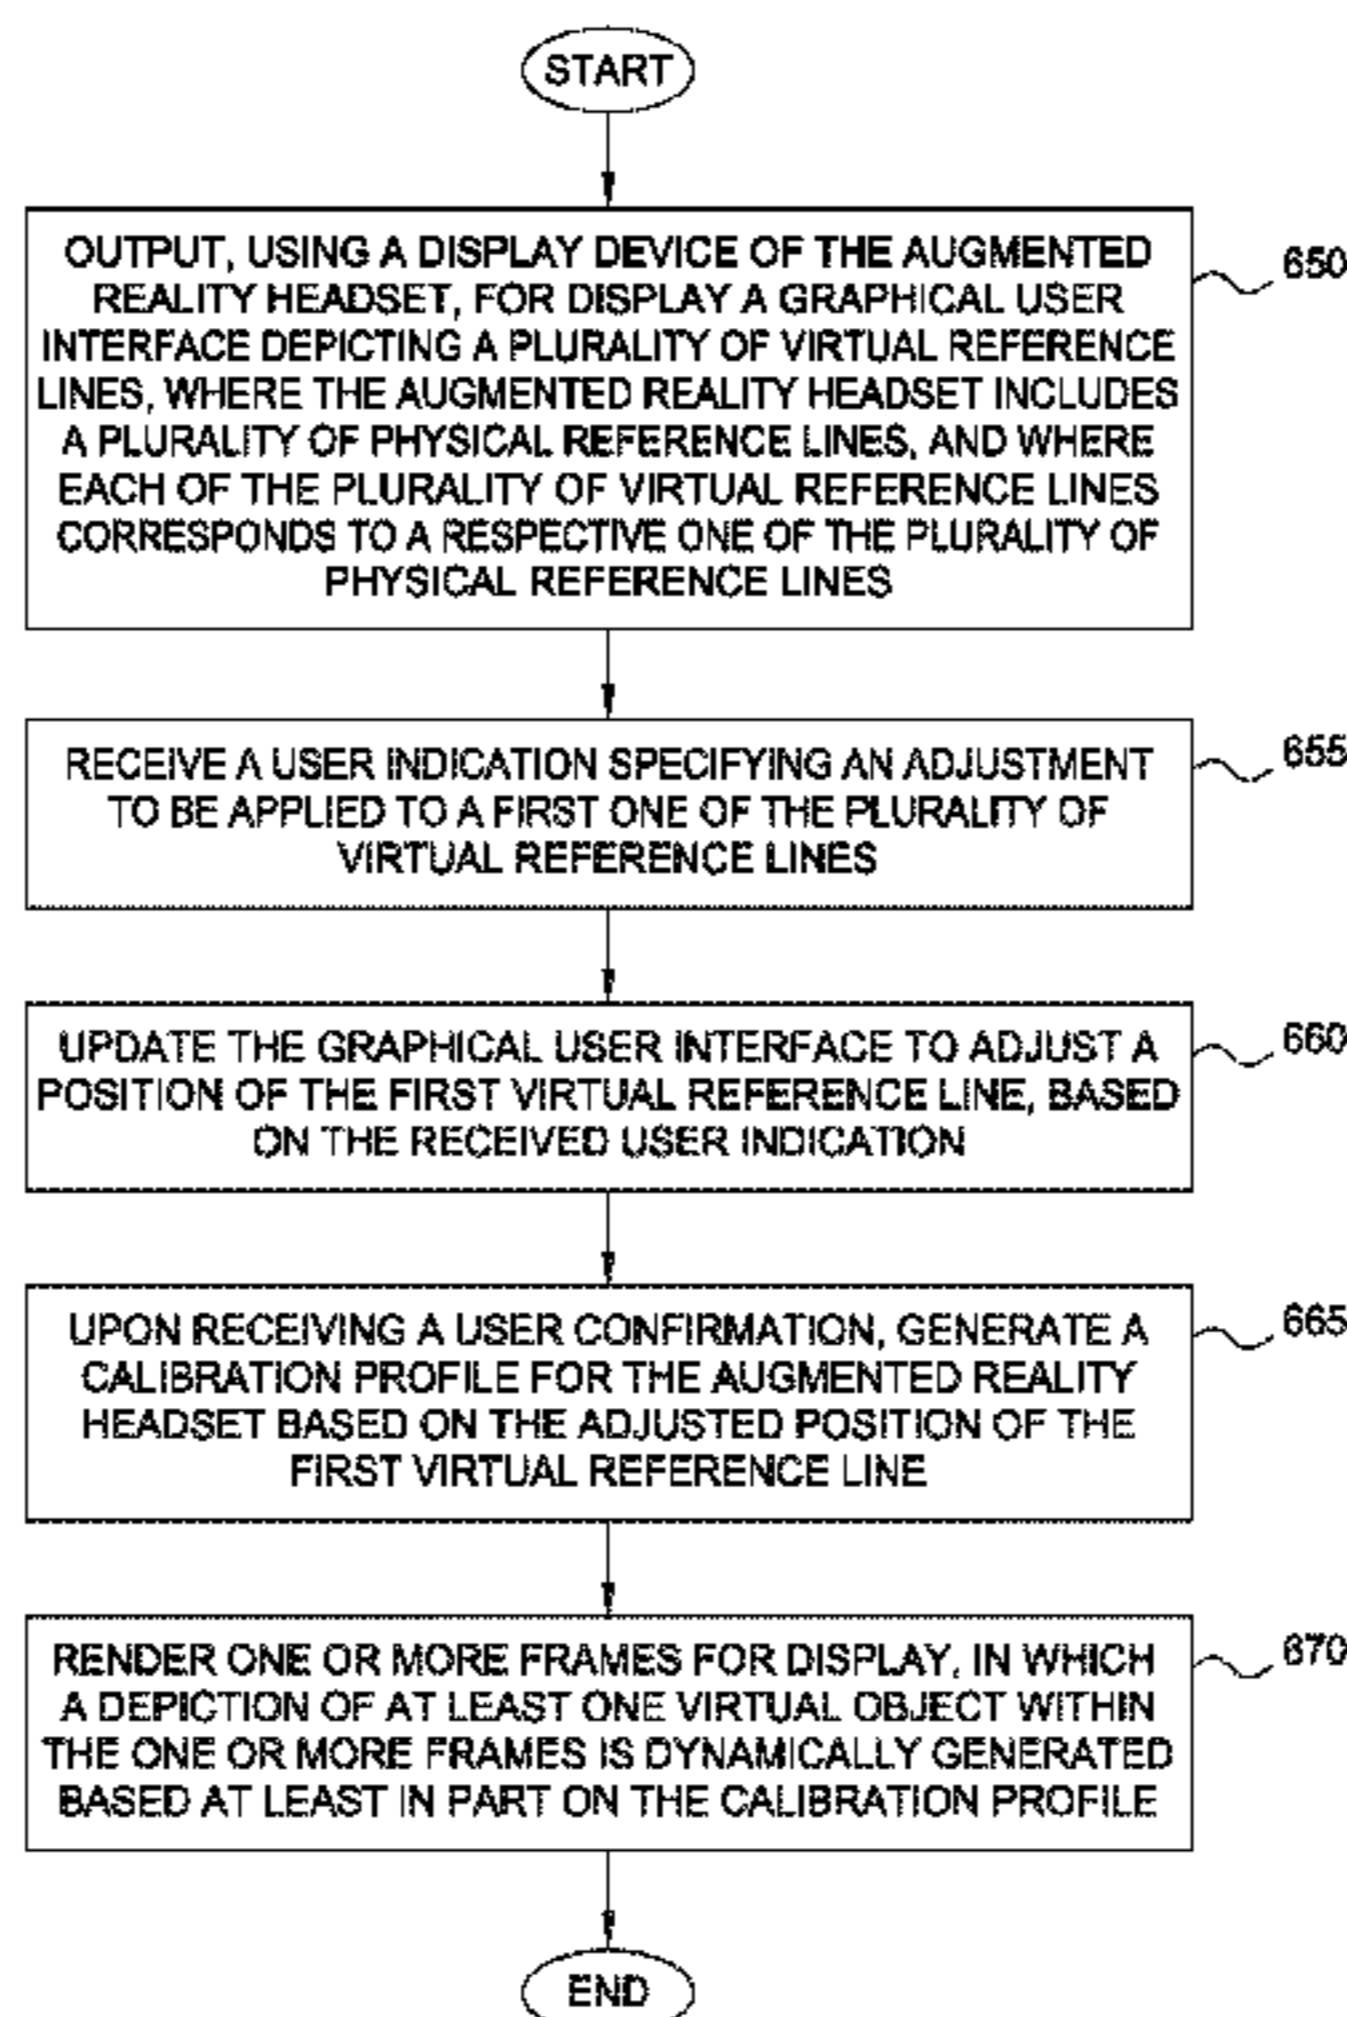 START
OUTPUT, USING A DISPLAY DEVICE OF THE AUGMENTED
REALITY HEADSET, FOR DISPLAY A GRAPHICAL USER
INTERFACE DEPICTING A PLURALITY OF VIRTUAL REFERENCE
LINES, WHERE THE AUGMENTED REALITY HEADSET INCLUDES
A PLURALITY OF PHYSICAL REFERENCE LINES, AND WHERE
EACH OF THE PLURALITY OF VIRTUAL REFERENCE LINES
CORRESPONDS TO A RESPECTIVE ONE OF THE PLURALITY OF
PHYSICAL REFERENCE LINES
650
RECEIVE A USER INDICATION SPECIFYING AN ADJUSTMENT
TO BE APPLIED TO A FIRST ONE OF THE PLURALITY OF
VIRTUAL REFERENCE LINES
655
UPDATE THE GRAPHICAL USER INTERFACE TO ADJUST A
POSITION OF THE FIRST VIRTUAL REFERENCE LINE, BASED
ON THE RECEIVED USER INDICATION
660
UPON RECEIVING A USER CONFIRMATION, GENERATE A
CALIBRATION PROFILE FOR THE AUGMENTED REALITY
HEADSET BASED ON THE ADJUSTED POSITION OF THE
FIRST VIRTUAL REFERENCE LINE
665
RENDER ONE OR MORE FRAMES FOR DISPLAY, IN WHICH
A DEPICTION OF AT LEAST ONE VIRTUAL OBJECT WITHIN
THE ONE OR MORE FRAMES IS DYNAMICALLY GENERATED
BASED AT LEAST IN PART ON THE CALIBRATION PROFILE
670
END